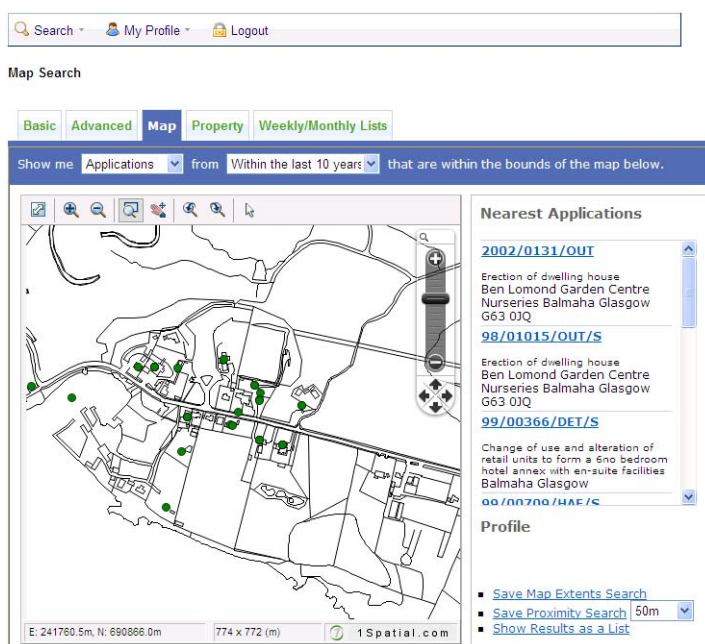 Search My Profile Logout
Map Search
Basic Advanced Map Property Weekly/Monthly Lists
Show me Applications from Within the last 10 years that are within the bounds of the map below.
Nearest Applications
2002/0131/OUT
Erection of dwelling house
Ben Lomond Garden Centre
Nurseries Balmaha Glasgow
G63 0JQ
98/01015/OUT/S
Erection of dwelling house
Ben Lomond Garden Centre
Nurseries Balmaha Glasgow
G63 0JQ
99/00366/DET/S
Change of use and alteration of
retail units to form a 6no bedroom
hotel annex with en-suite facilities
Balmaha Glasgow
99/00709/HAE/S
Profile
Save Map Extents Search
Save Proximity Search 50m
Show Results as a List
E: 241760.5m, N: 690866.0m 774 x 772 (m) 1Spatial.com